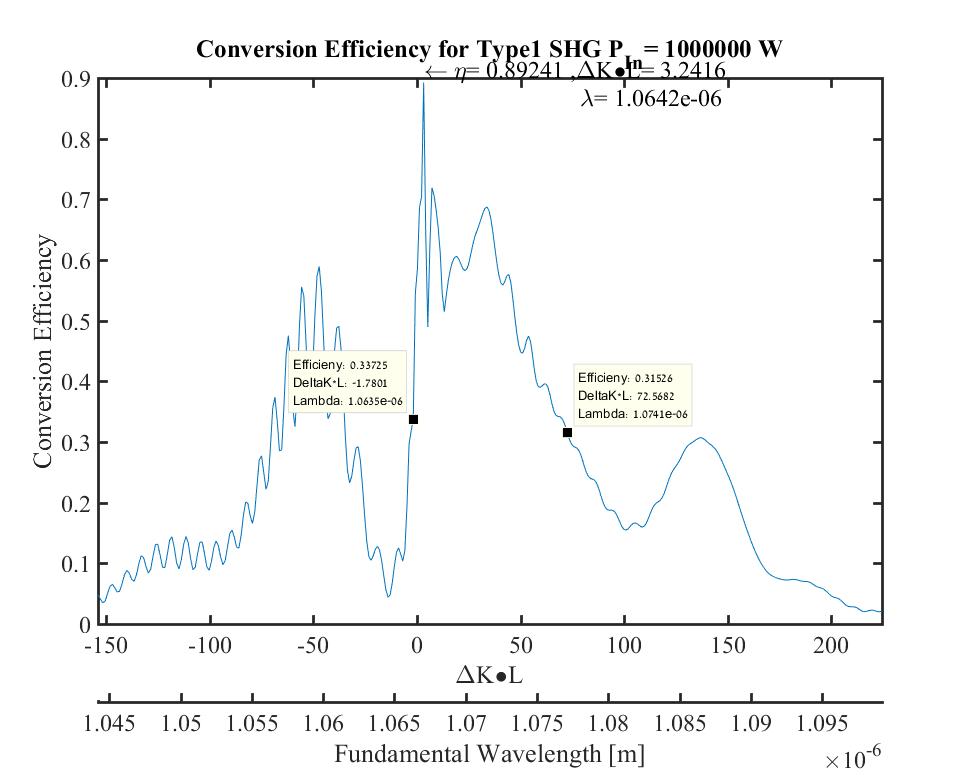 Conversion Efficiency for Type1 SHG P_In = 1000000 W
← η= 0.89241 ,ΔK●L= 3.2416
λ= 1.0642e-06
0.9
0.8
0.7
0.6
0.5
0.4
0.3
0.2
0.1
0
Conversion Efficiency
Efficieny: 0.33725
DeltaK*L: -1.7801
Lambda: 1.0635e-06
Efficieny: 0.31526
DeltaK*L: 72.5682
Lambda: 1.0741e-06
-150 -100 -50 0 50 100 150 200
ΔK●L
1.045 1.05 1.055 1.06 1.065 1.07 1.075 1.08 1.085 1.09 1.095
Fundamental Wavelength [m]
×10^-6